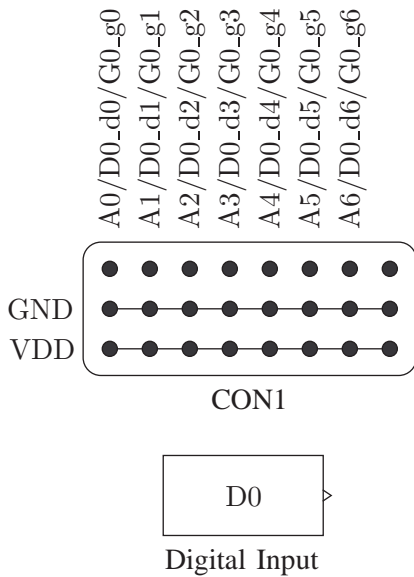 A0/D0_d0/G0_g0
A1/D0_d1/G0_g1
A2/D0_d2/G0_g2
A3/D0_d3/G0_g3
A4/D0_d4/G0_g4
A5/D0_d5/G0_g5
A6/D0_d6/G0_g6
GND
VDD
CON1
D0
Digital Input